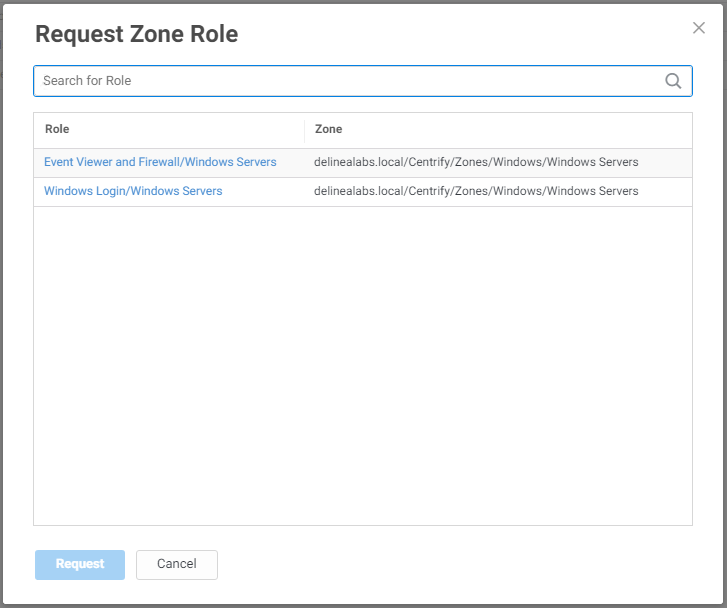 Request Zone Role
Search for Role
Role Zone
Event Viewer and Firewall/Windows Servers delinealabs.local/Centrify/Zones/Windows/Windows Servers
Windows Login/Windows Servers delinealabs.local/Centrify/Zones/Windows/Windows Servers
Request Cancel